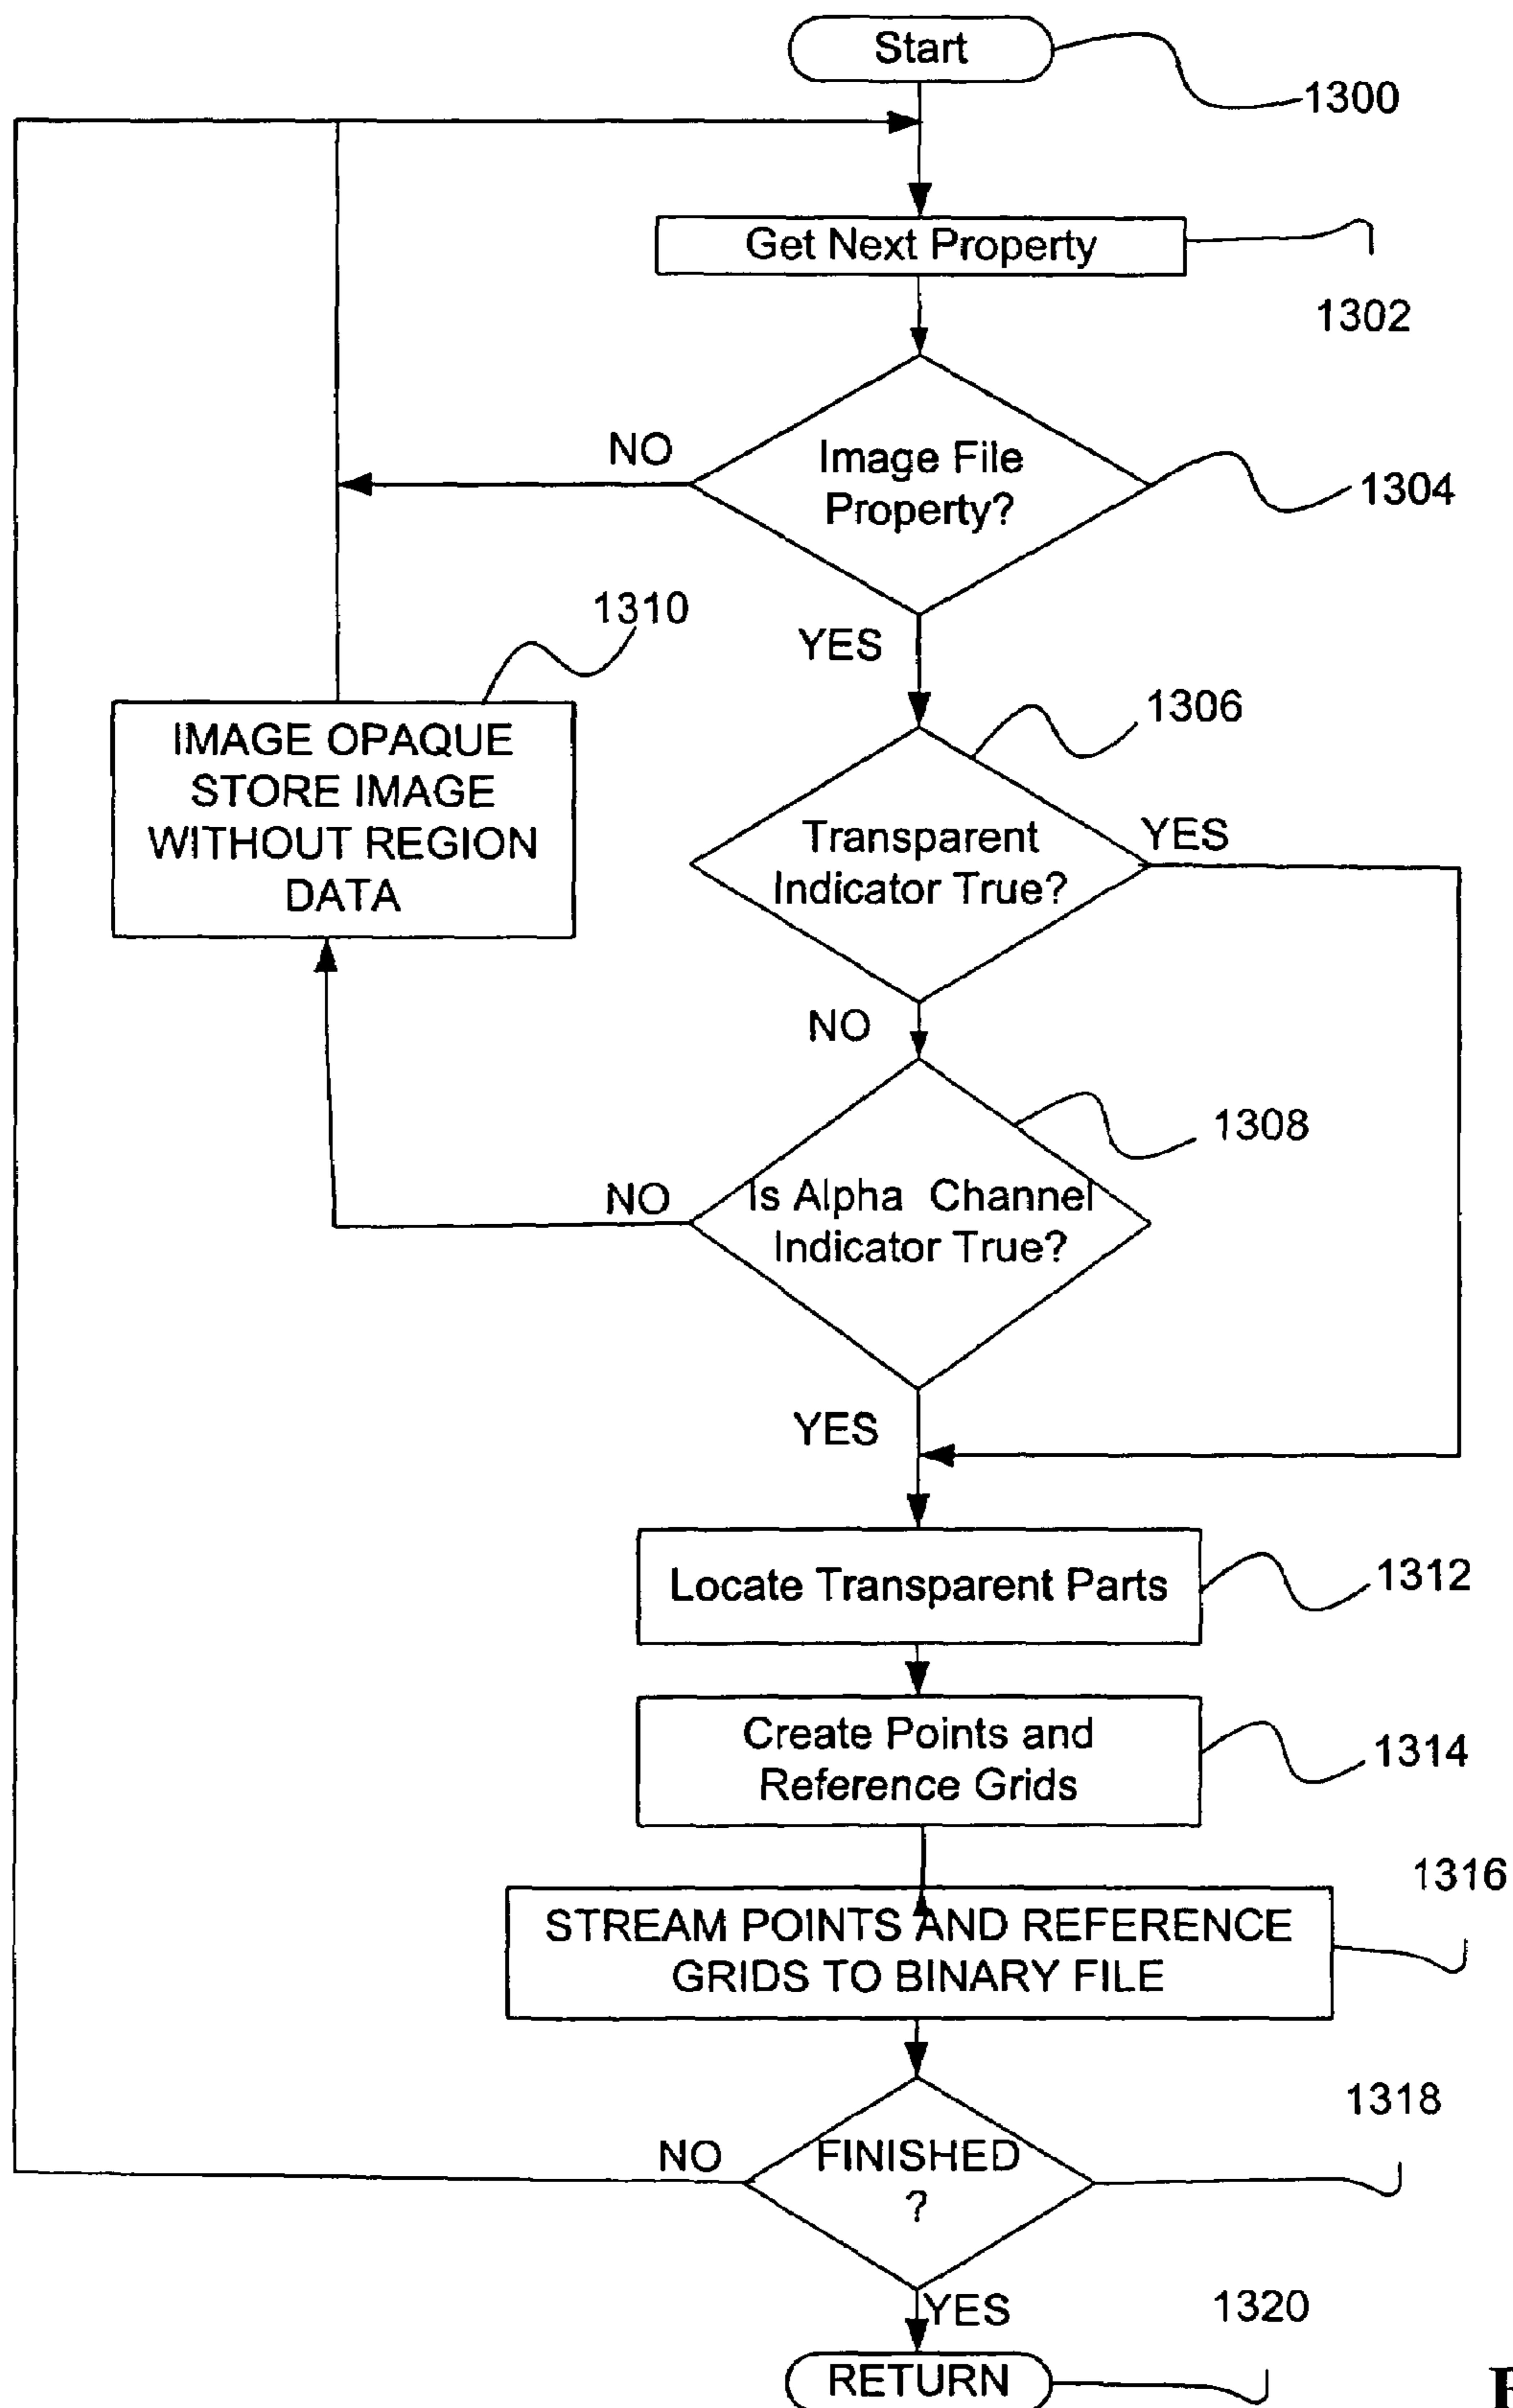 Start
1300
Get Next Property
1302
NO
Image File
Property?
1304
YES
1310
1306
IMAGE OPAQUE
STORE IMAGE
WITHOUT REGION
DATA
Transparent
Indicator True?
YES
NO
1308
NO
Is Alpha Channel
Indicator True?
YES
Locate Transparent Parts
1312
Create Points and
Reference Grids
1314
1316
STREAM POINTS AND REFERENCE
GRIDS TO BINARY FILE
1318
NO
FINISHED
?
YES
1320
RETURN